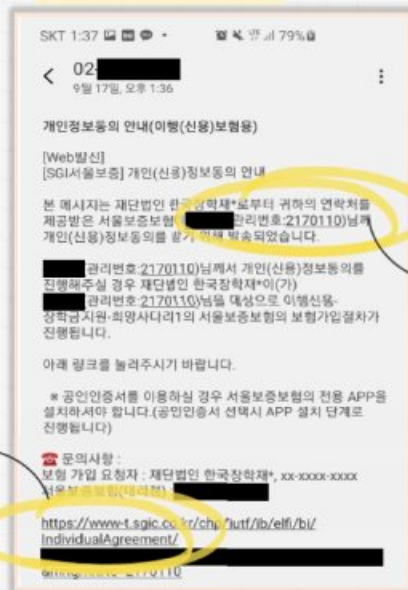 SKT 1:37
79%
02-
9월 17일, 오후 1:36
개인정보동의 안내(이행(신용)보험용)
[Web발신]
[SGI서울보증] 개인(신용)정보동의 안내
본 메시지는 재단법인 한국장학재*로부터 귀하의 연락처를
제공받은 서울보증보험( 관리번호:2170110)님께
개인(신용)정보동의를 받기 위해 발송되었습니다.
관리번호:2170110)님께서 개인(신용)정보동의를
진행해주실 경우 재단법인 한국장학재*이(가)
관리번호:2170110)님을 대상으로 이행신용-
장학금지원-희망사다리1의 서울보증보험의 보험가입절차가
진행됩니다.
아래 링크를 눌러주시기 바랍니다.
※ 공인인증서를 이용하실 경우 서울보증보험의 전용 APP을
설치하셔야 합니다.(공인인증서 선택시 APP 설치 단계로
진행됩니다)
☎ 문의사항 :
보험 가입 요청자 : 재단법인 한국장학재*, xx-xxxx-xxxx
서울보증보험(대리점)
https://www-t.sgic.co.kr/chp/iutf/ib/elfi/bi/
IndividualAgreement/
2170110